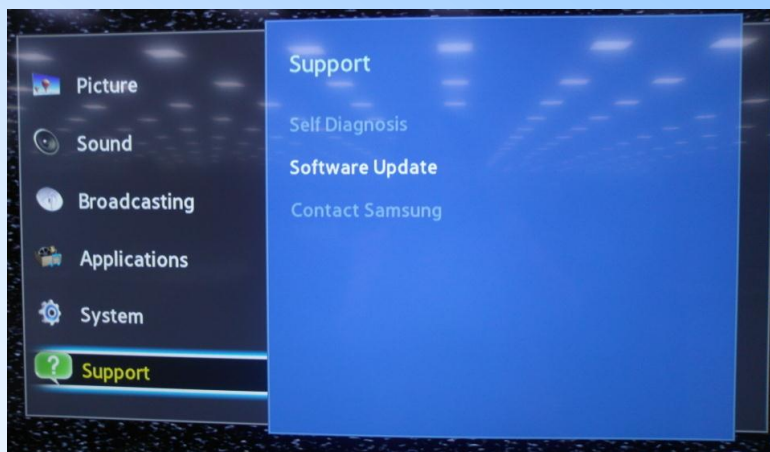 Picture
Sound
Broadcasting
Applications
System
Support
Support
Self Diagnosis
Software Update
Contact Samsung